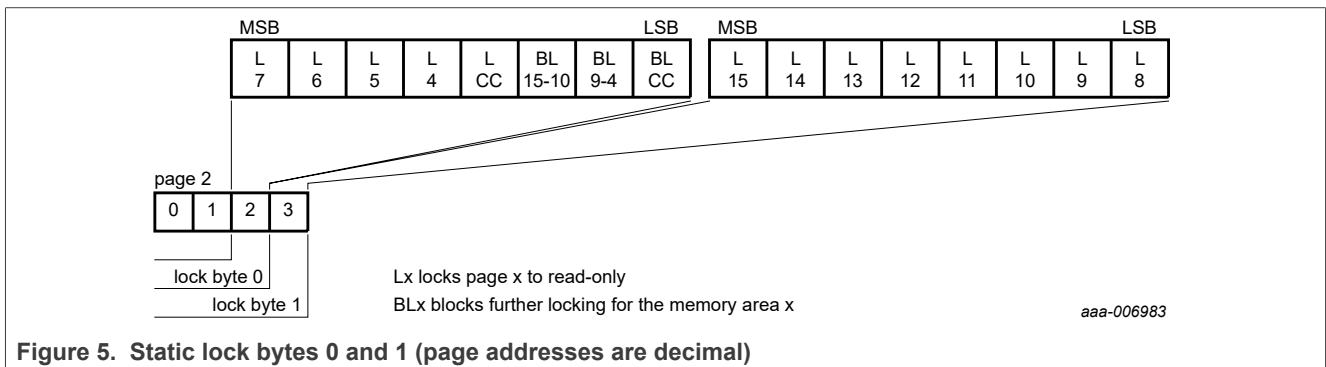 MSB LSB MSB LSB
L 7 L 6 L 5 L 4 L CC BL 15-10 BL 9-4 BL CC L 15 L 14 L 13 L 12 L 11 L 10 L 9 L 8
page 2
0 1 2 3
lock byte 0
lock byte 1
Lx locks page x to read-only
BLx blocks further locking for the memory area x
aaa-006983
Figure 5. Static lock bytes 0 and 1 (page addresses are decimal)